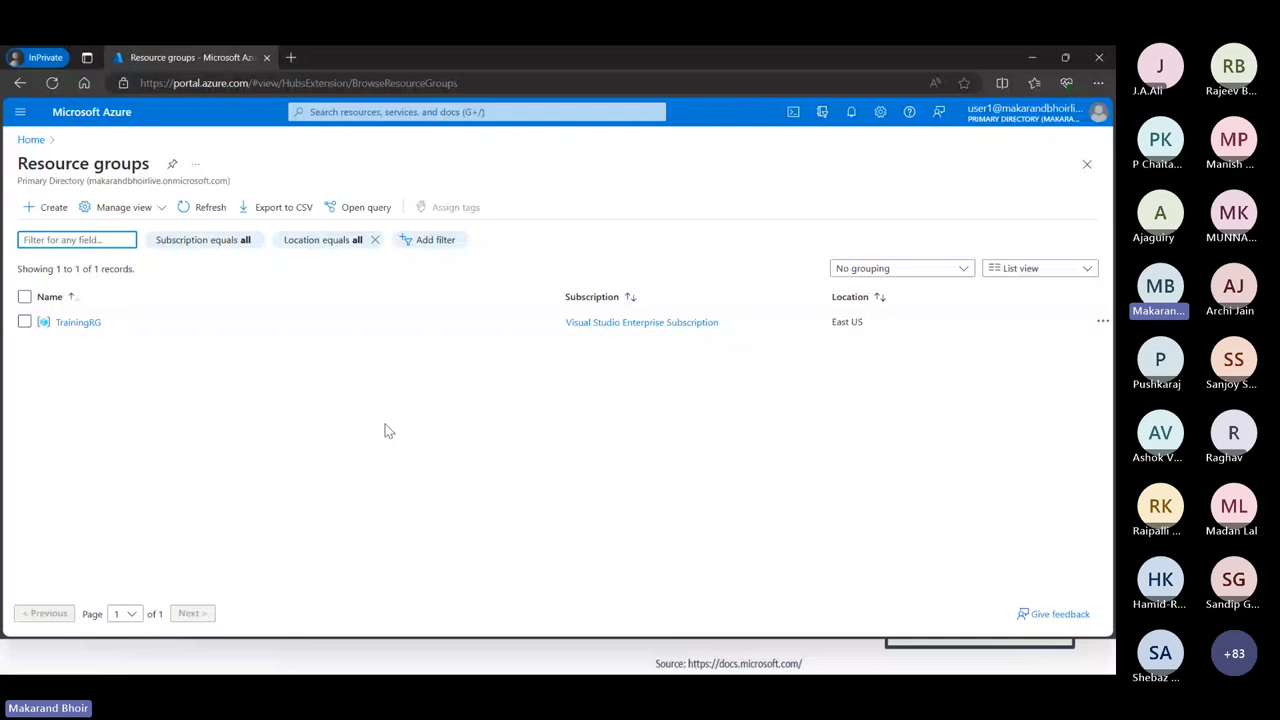 InPrivate
Resource groups - Microsoft Az
https://portal.azure.com/#view/HubsExtension/BrowseResourceGroups
Microsoft Azure
Search resources, services, and docs (G+/)
user1@makarandbhoirli...
PRIMARY DIRECTORY (MAKARA...
Home >
Resource groups
Primary Directory (makarandbhoirlive.onmicrosoft.com)
Create
Manage view
Refresh
Export to CSV
Open query
Assign tags
Filter for any field...
Subscription equals all
Location equals all
Add filter
Showing 1 to 1 of 1 records.
No grouping
List view
Name
Subscription
Location
TrainingRG
Visual Studio Enterprise Subscription
East US
< Previous
Page
1
of 1
Next >
Give feedback
Source: https://docs.microsoft.com/
Makarand Bhoir
J
RB
J.A.Ali
Rajeev B...
PK
MP
P Chaita...
Manish ...
A
MK
Ajaguiry
MUNNA...
MB
AJ
Makaran...
Archi Jain
P
SS
Pushkaraj
Sanjoy S...
AV
R
Ashok V...
Raghav
RK
ML
Raipalli ...
Madan Lal
HK
SG
Hamid-R...
Sandip G...
SA
+83
Shebaz ...